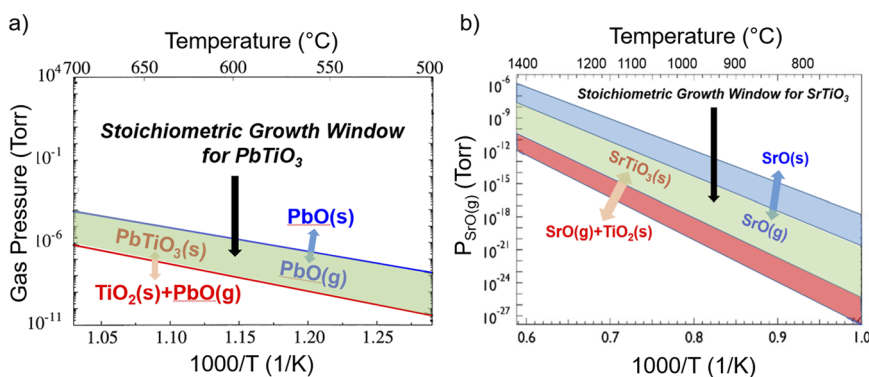 a)
Temperature (°C)
700 650 600 550 500
Gas Pressure (Torr)
10⁴
10⁻¹
10⁻⁶
10⁻¹¹
Stoichiometric Growth Window
for PbTiO₃
PbO(s)
PbTiO₃(s)
PbO(g)
TiO₂(s)+PbO(g)
1.05 1.10 1.15 1.20 1.25
1000/T (1/K)
b)
Temperature (°C)
1400 1200 1100 1000 900 800
P_SrO(g) (Torr)
10⁻⁶
10⁻⁹
10⁻¹²
10⁻¹⁵
10⁻¹⁸
10⁻²¹
10⁻²⁴
10⁻²⁷
Stoichiometric Growth Window for SrTiO₃
SrO(s)
SrTiO₃(s)
SrO(g)
SrO(g)+TiO₂(s)
0.6 0.7 0.8 0.9 1.0
1000/T (1/K)